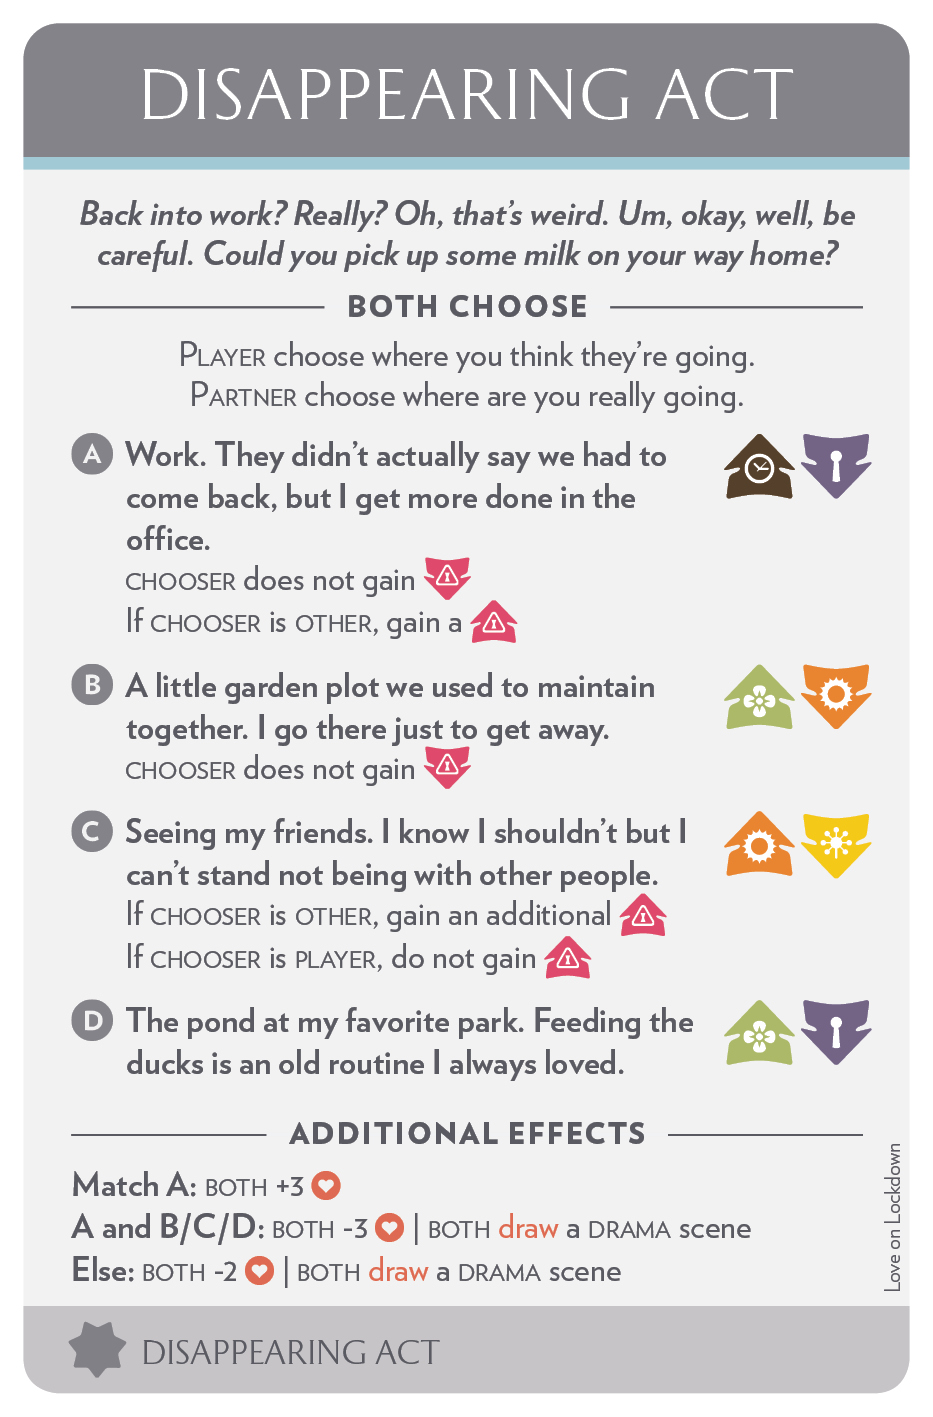 DISAPPEARING ACT
Back into work? Really? Oh, that's weird. Um, okay, well, be
careful. Could you pick up some milk on your way home?
BOTH CHOOSE
PLAYER choose where you think they're going.
PARTNER choose where are you really going.
A Work. They didn't actually say we had to
come back, but I get more done in the
office.
CHOOSER does not gain
If CHOOSER is OTHER, gain a
B A little garden plot we used to maintain
together. I go there just to get away.
CHOOSER does not gain
C Seeing my friends. I know I shouldn't but I
can't stand not being with other people.
If CHOOSER is OTHER, gain an additional
If CHOOSER is PLAYER, do not gain
D The pond at my favorite park. Feeding the
ducks is an old routine I always loved.
ADDITIONAL EFFECTS
Match A: BOTH +3
A and B/C/D: BOTH -3 | BOTH draw a DRAMA scene
Else: BOTH -2 | BOTH draw a DRAMA scene
Love on Lockdown
DISAPPEARING ACT